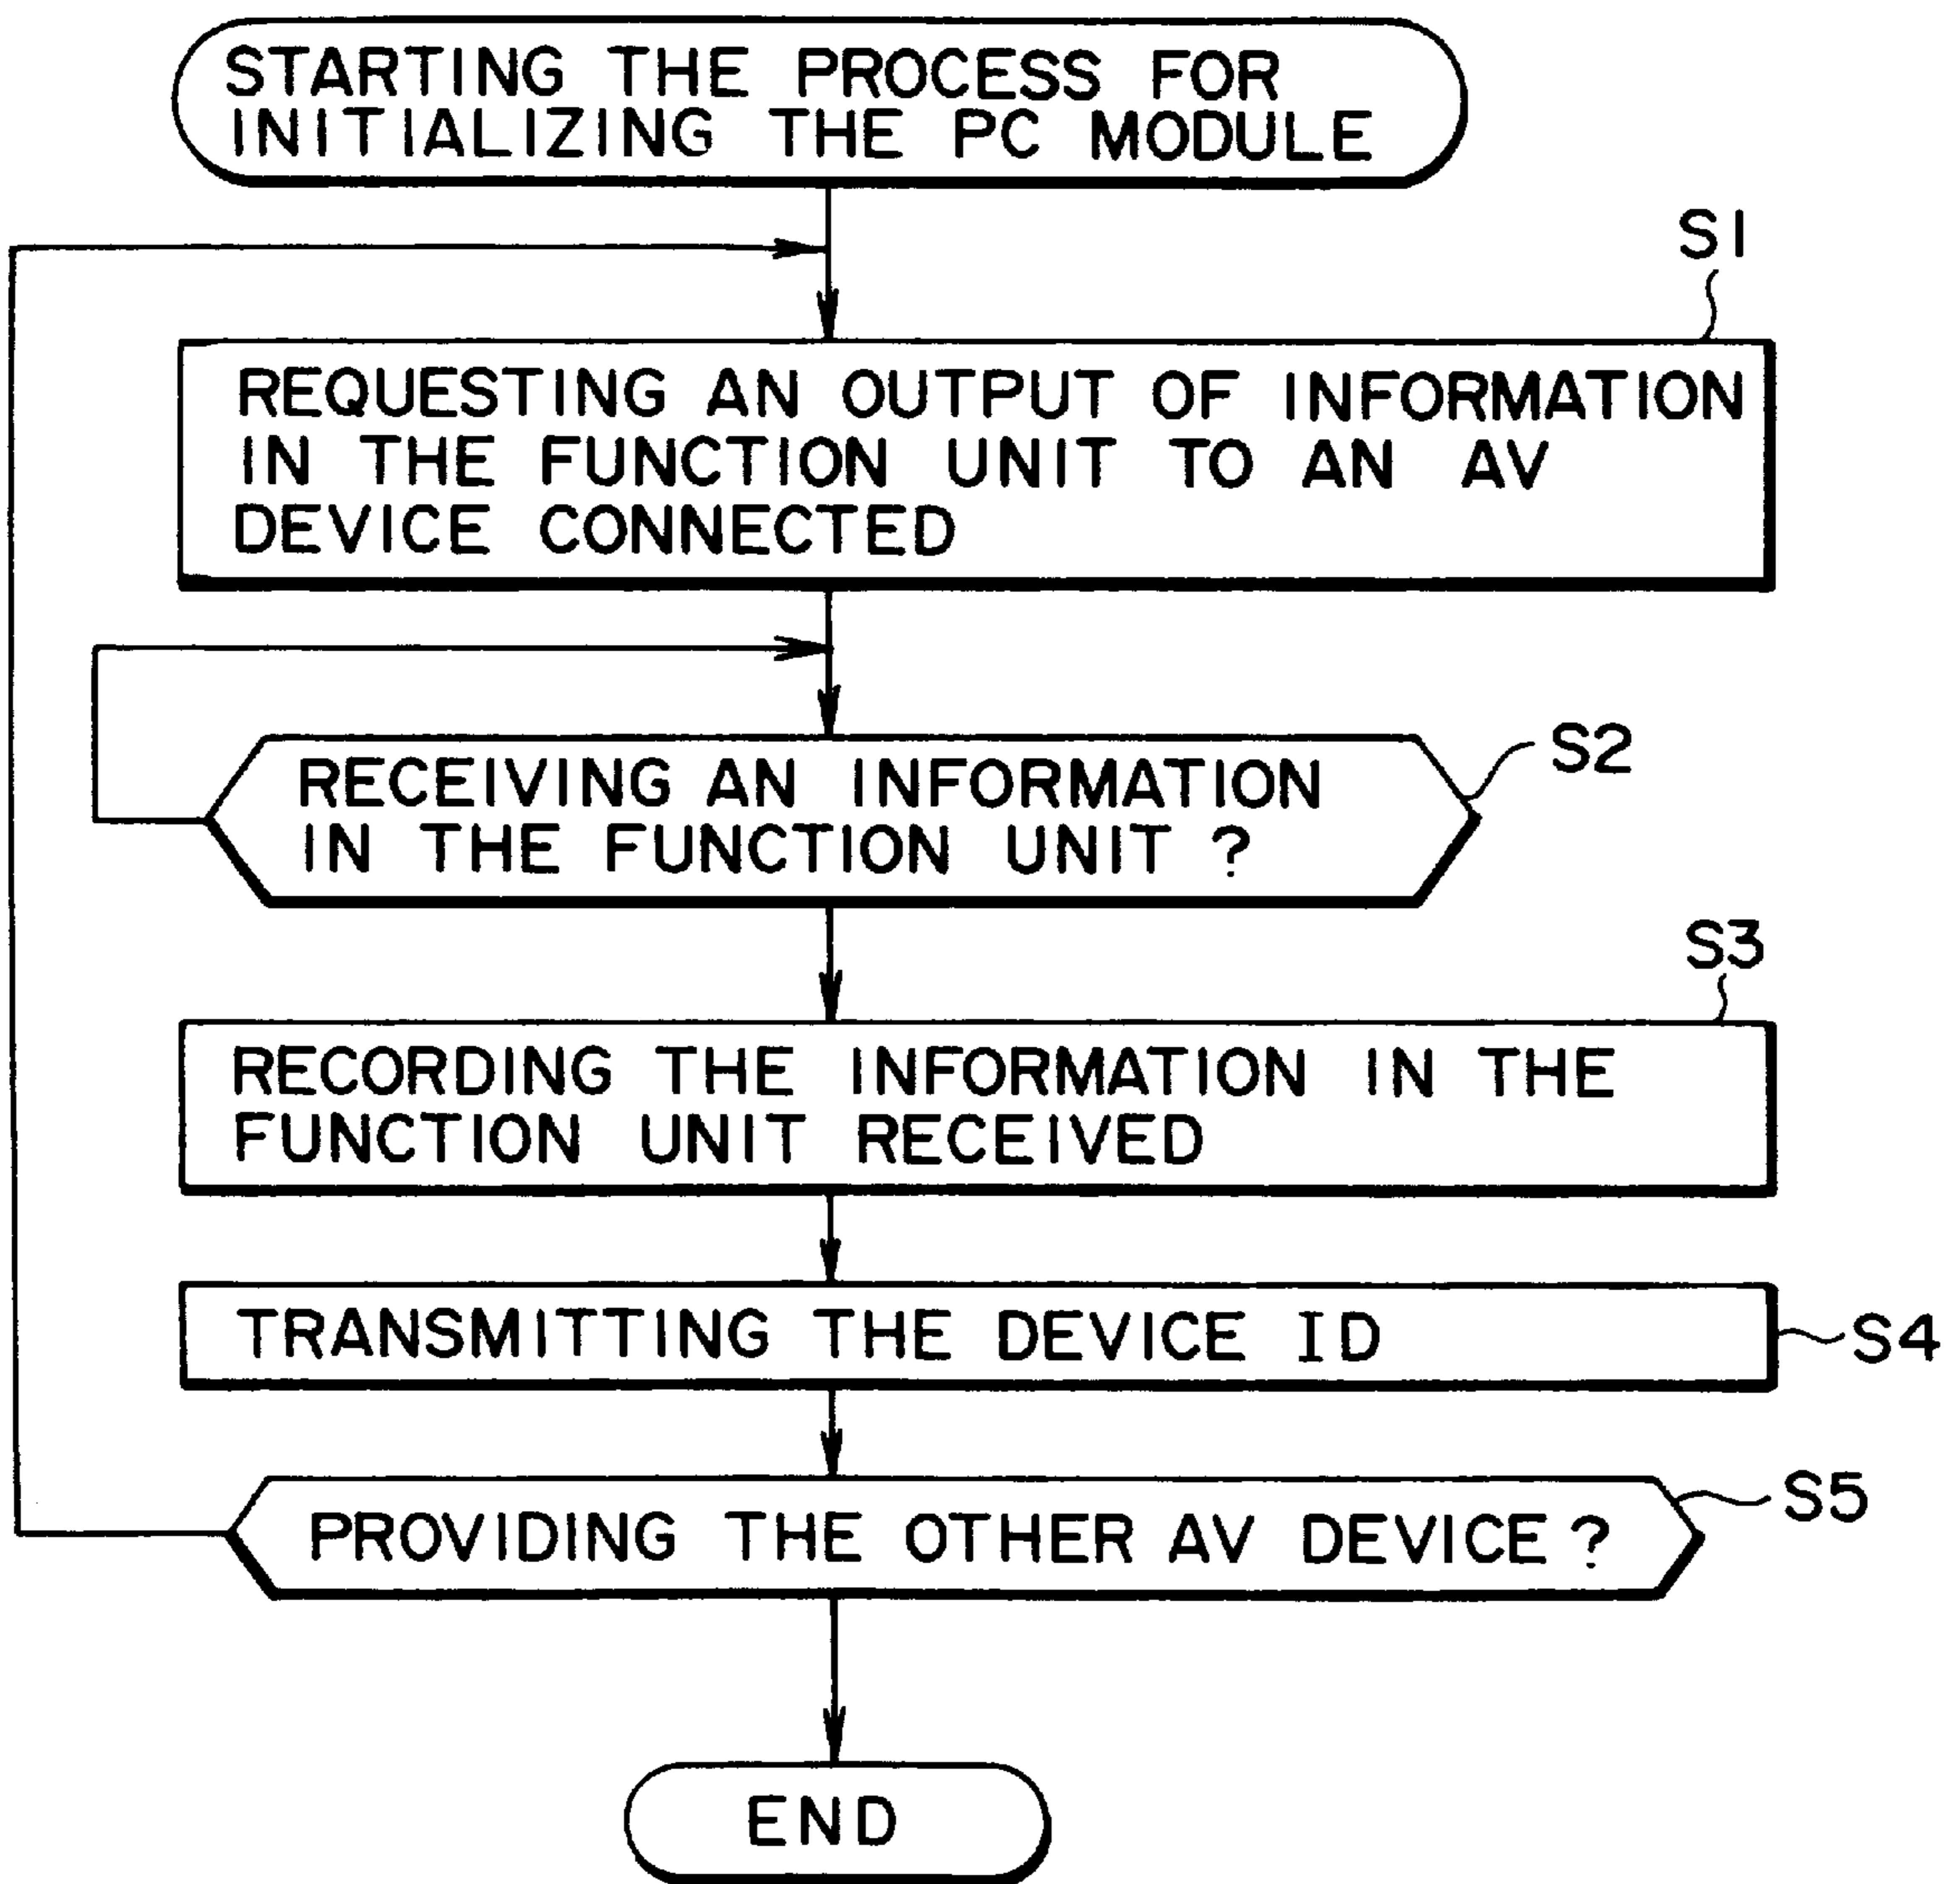 STARTING THE PROCESS FOR
INITIALIZING THE PC MODULE
S1
REQUESTING AN OUTPUT OF INFORMATION
IN THE FUNCTION UNIT TO AN AV
DEVICE CONNECTED
S2
RECEIVING AN INFORMATION
IN THE FUNCTION UNIT ?
S3
RECORDING THE INFORMATION IN THE
FUNCTION UNIT RECEIVED
TRANSMITTING THE DEVICE ID
S4
PROVIDING THE OTHER AV DEVICE ?
S5
END